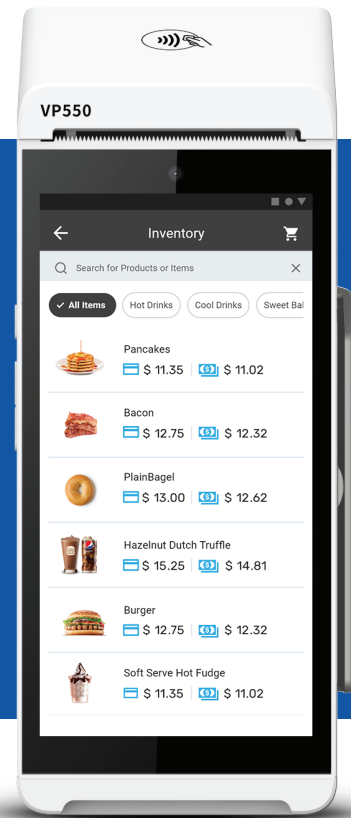 VP550
Inventory
Search for Products or Items
All Items
Hot Drinks
Cool Drinks
Sweet Bal
Pancakes
$ 11.35
$ 11.02
Bacon
$ 12.75
$ 12.32
PlainBagel
$ 13.00
$ 12.62
Hazelnut Dutch Truffle
$ 15.25
$ 14.81
Burger
$ 12.75
$ 12.32
Soft Serve Hot Fudge
$ 11.35
$ 11.02